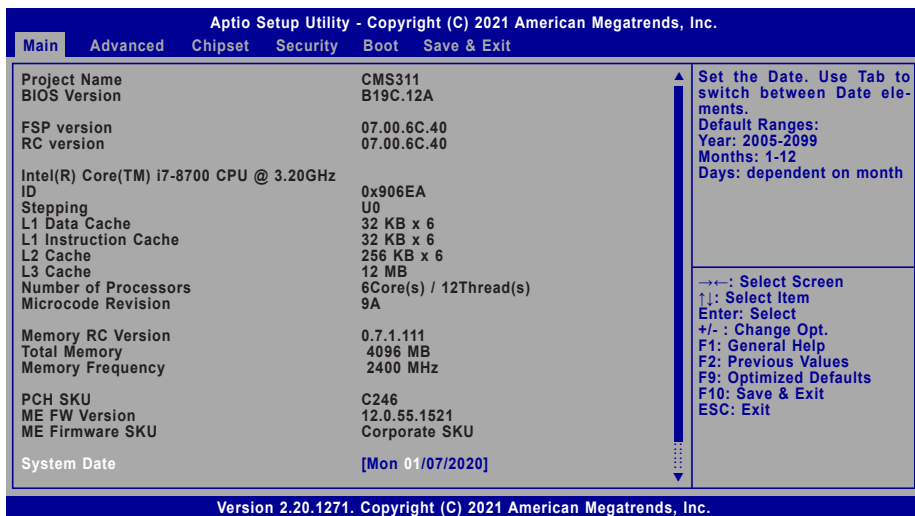 Aptio Setup Utility - Copyright (C) 2021 American Megatrends, Inc.
Main Advanced Chipset Security Boot Save & Exit
Project Name CMS311
BIOS Version B19C.12A
FSP version 07.00.6C.40
RC version 07.00.6C.40
Intel(R) Core(TM) i7-8700 CPU @ 3.20GHz
ID 0x906EA
Stepping U0
L1 Data Cache 32 KB x 6
L1 Instruction Cache 32 KB x 6
L2 Cache 256 KB x 6
L3 Cache 12 MB
Number of Processors 6Core(s) / 12Thread(s)
Microcode Revision 9A
Memory RC Version 0.7.1.111
Total Memory 4096 MB
Memory Frequency 2400 MHz
PCH SKU C246
ME FW Version 12.0.55.1521
ME Firmware SKU Corporate SKU
System Date [Mon 01/07/2020]
Set the Date. Use Tab to
switch between Date ele-
ments.
Default Ranges:
Year: 2005-2099
Months: 1-12
Days: dependent on month
→←: Select Screen
↑↓: Select Item
Enter: Select
+/- : Change Opt.
F1: General Help
F2: Previous Values
F9: Optimized Defaults
F10: Save & Exit
ESC: Exit
Version 2.20.1271. Copyright (C) 2021 American Megatrends, Inc.